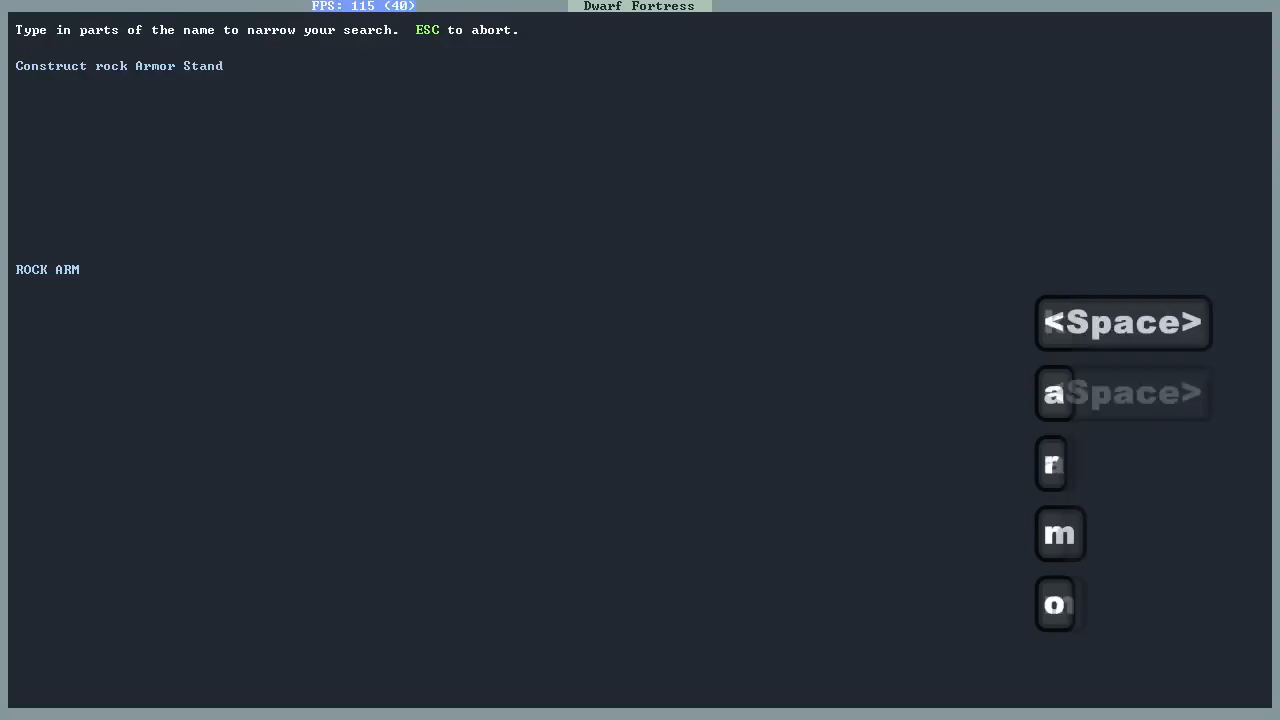 FPS: 115 (40) Dwarf Fortress
Type in parts of the name to narrow your search. ESC to abort.
Construct rock Armor Stand
ROCK ARM
<Space>
a
r
m
o